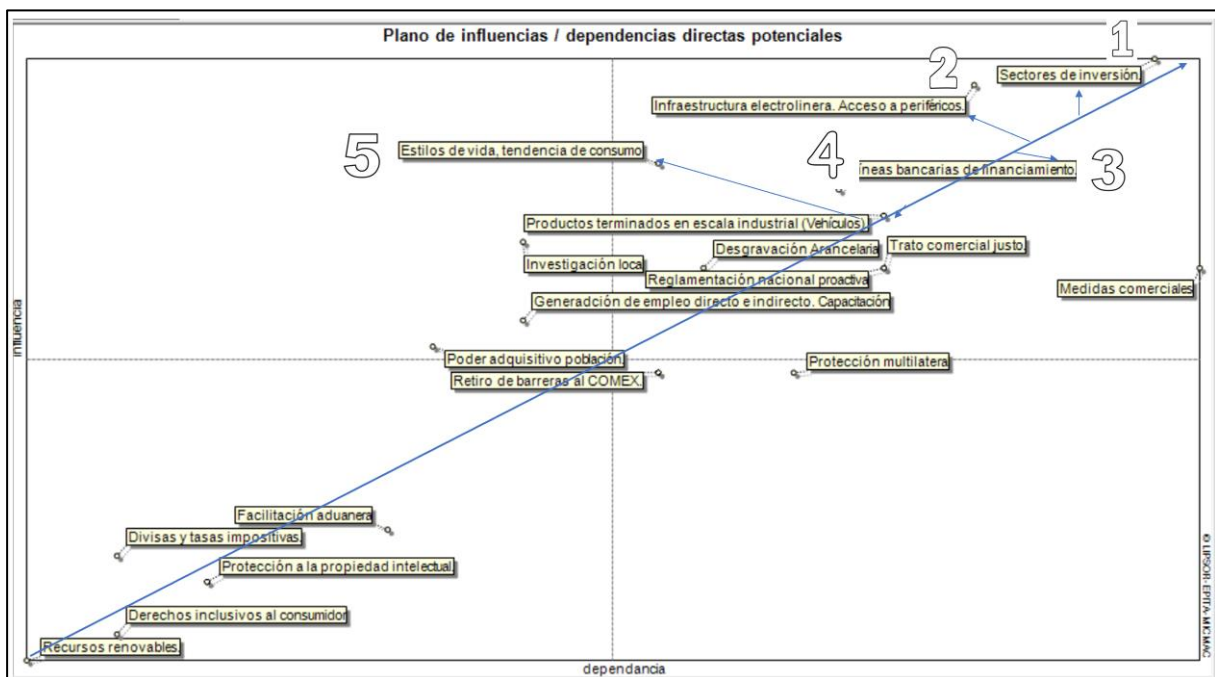 Plano de influencias / dependencias directas potenciales
1
Sectores de inversión.
2
Infraestructura electrolinera. Acceso a periféricos.
5
Estilos de vida, tendencia de consumo
4
íneas bancarias de financiamiento.
3
Productos terminados en escala industrial (Vehículos).
Desgravación Arancelaria
Trato comercial justo.
Investigación loca
Reglamentación nacional proactiva
Medidas comerciales
Generadción de empleo directo e indirecto. Capacitación
Poder adquisitivo población.
Protección multilatera
Retiro de barreras al COMEX.
Facilitación aduanera
Divisas y tasas impositivas.
Protección a la propiedad intelectual.
Derechos inclusivos al consumidor
Recursos renovables.
influencia
dependancia
© LIPSOR-EPITA-MICMAC